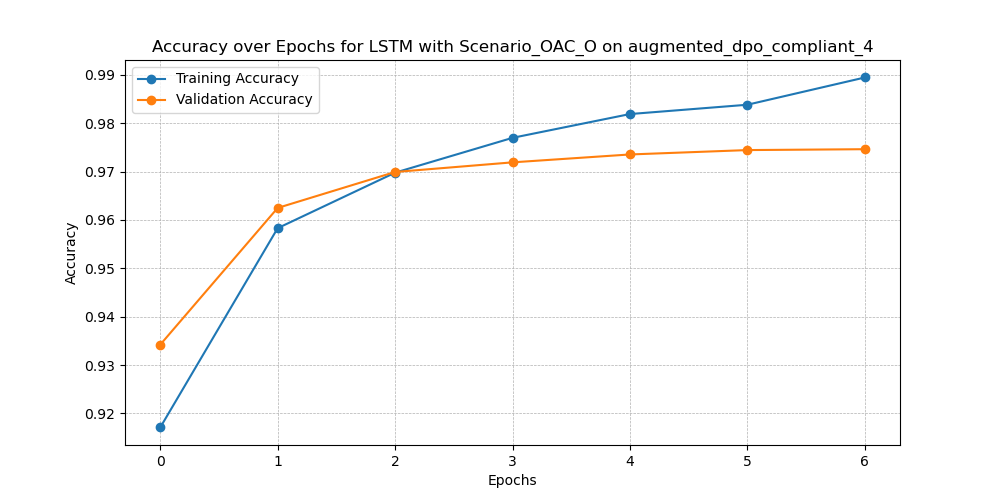 Accuracy over Epochs for LSTM with Scenario_OAC_O on augmented_dpo_compliant_4
Training Accuracy
Validation Accuracy
0.99
0.98
0.97
0.96
0.95
0.94
0.93
0.92
Accuracy
0 1 2 3 4 5 6
Epochs